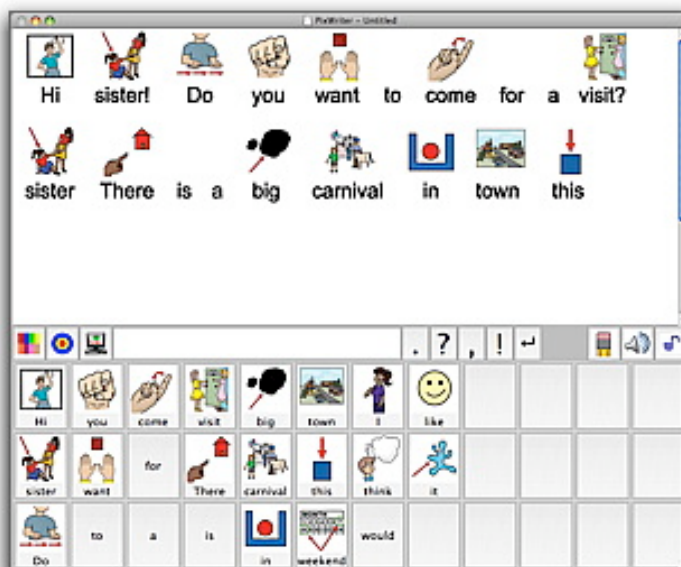 PixWriter - Untitled
Hi sister! Do you want to come for a visit?
sister There is a big carnival in town this
. ? , !
Hi you come visit big town I like
sister want for There carnival this think it
Do to a is in weekend would